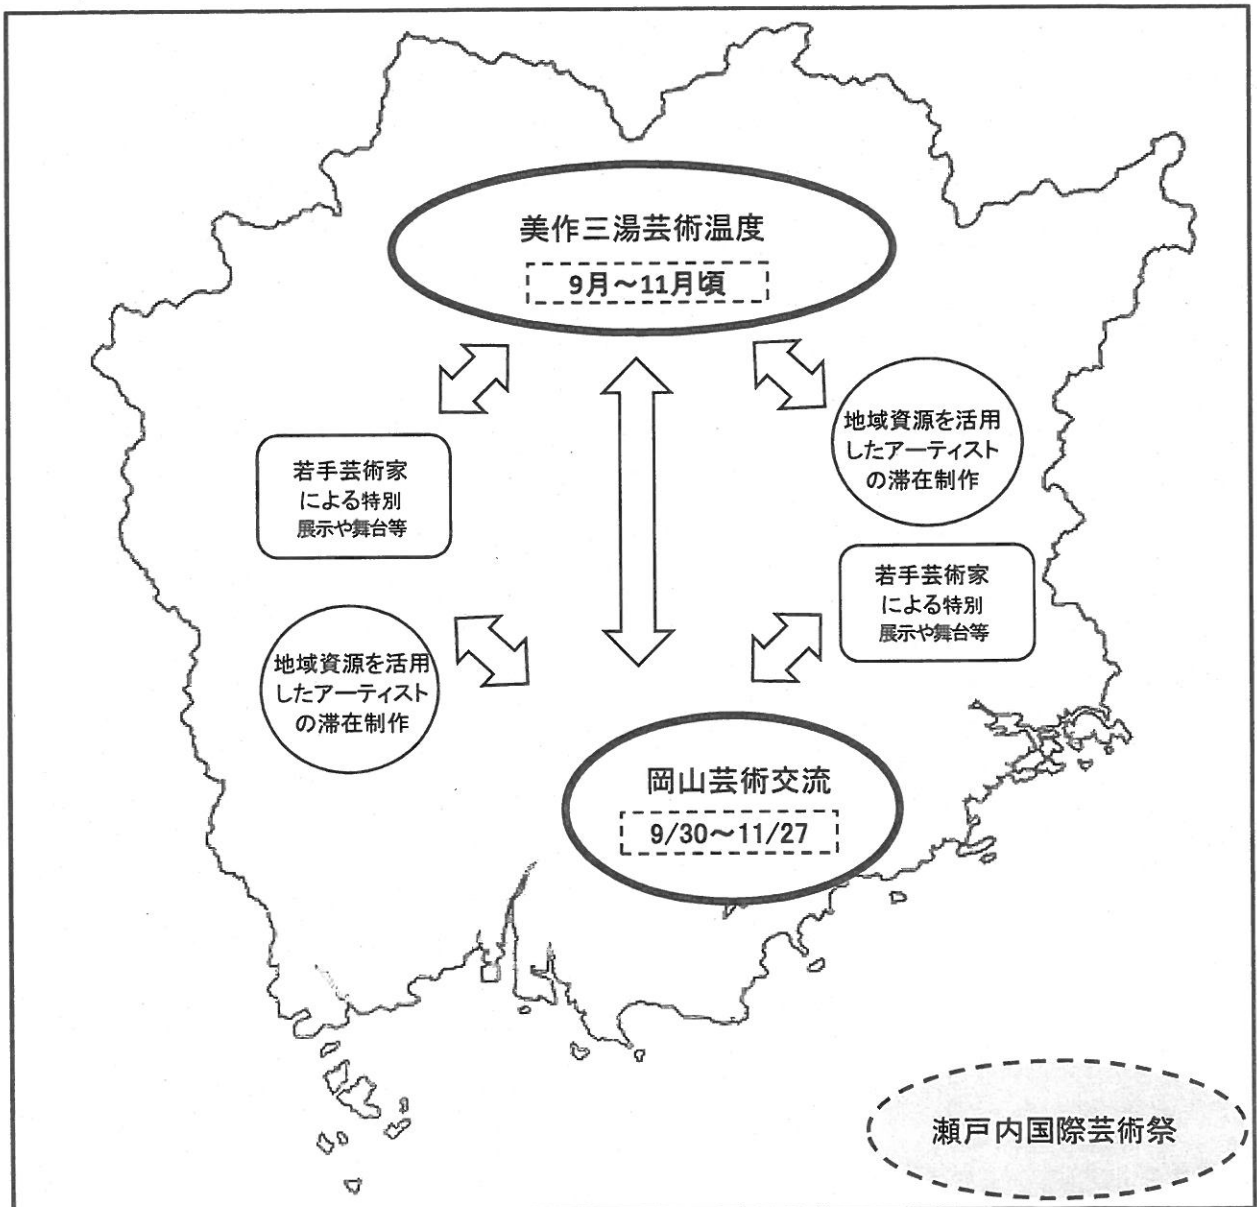 美作三湯芸術温度
9月~11月頃
地域資源を活用
したアーティスト
の滞在制作
若手芸術家
による特別
展示や舞台等
若手芸術家
による特別
展示や舞台等
地域資源を活用
したアーティスト
の滞在制作
岡山芸術交流
9/30~11/27
瀬戸内国際芸術祭